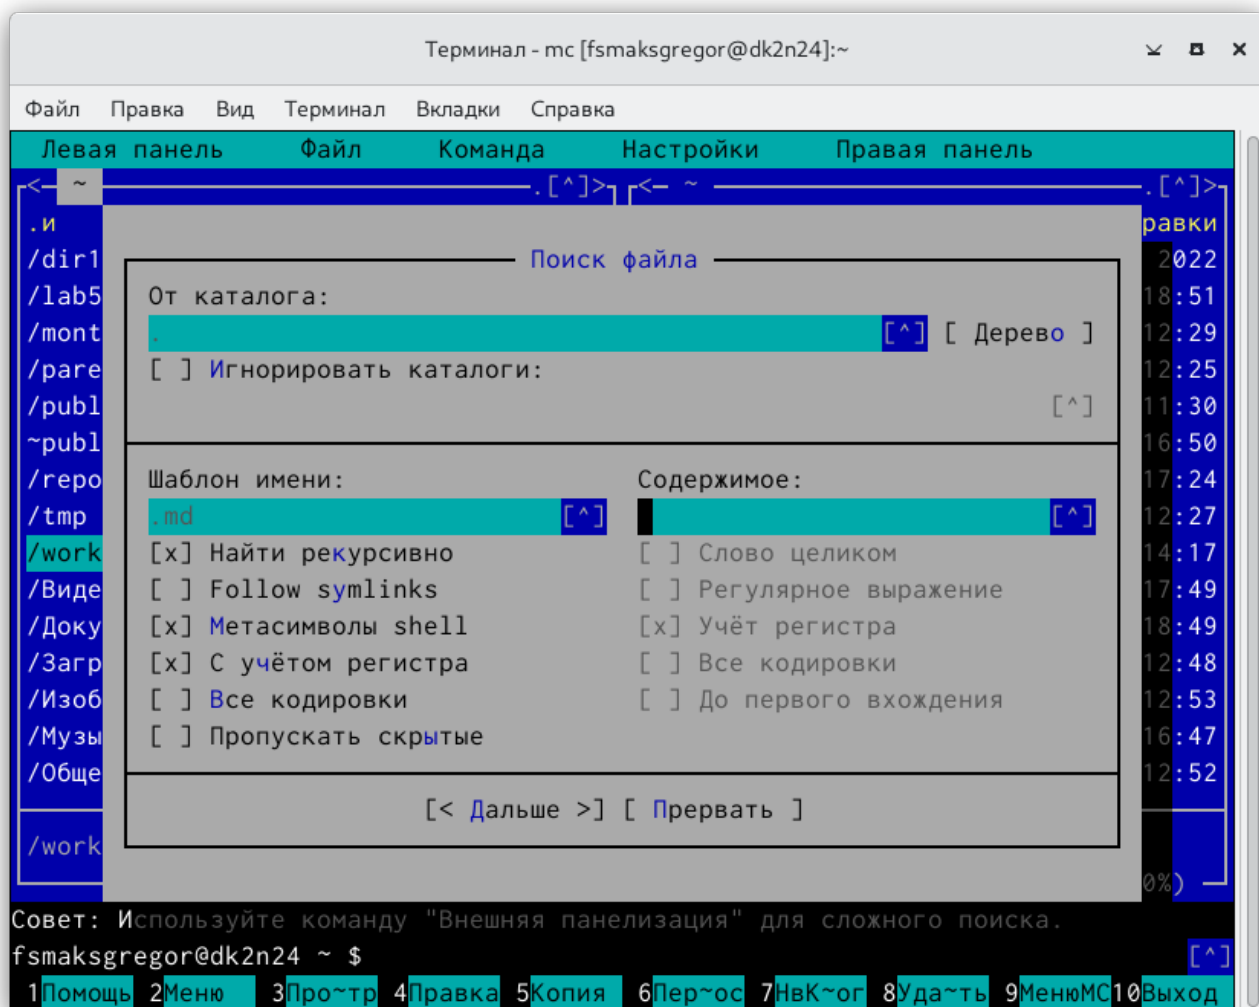 Терминал - mc [fsmaksgregor@dk2n24]:~
Файл Правка Вид Терминал Вкладки Справка
Левая панель Файл Команда Настройки Правая панель
<- ~ .[^]> <- ~ .[^]>
.и равки
/dir1 Поиск файла 2022
/lab5 От каталога: 18:51
/mont . [^] [ Дерево ] 12:29
/pare [ ] Игнорировать каталоги: 12:25
/publ [^] 11:30
~publ 16:50
/repo Шаблон имени: Содержимое: 17:24
/tmp .md [^] [^] 12:27
/work [x] Найти рекурсивно [ ] Слово целиком 14:17
/Виде [ ] Follow symlinks [ ] Регулярное выражение 17:49
/Доку [x] Метасимволы shell [x] Учёт регистра 18:49
/Загр [x] С учётом регистра [ ] Все кодировки 12:48
/Изоб [ ] Все кодировки [ ] До первого вхождения 12:53
/Музы [ ] Пропускать скрытые 16:47
/Обще 12:52
[< Дальше >] [ Прервать ]
/work
0%)
Совет: Используйте команду "Внешняя панелизация" для сложного поиска.
fsmaksgregor@dk2n24 ~ $ [^]
1Помощь 2Меню 3Про~тр 4Правка 5Копия 6Пер~ос 7НвК~ог 8Уда~ть 9МенюМС 10Выход